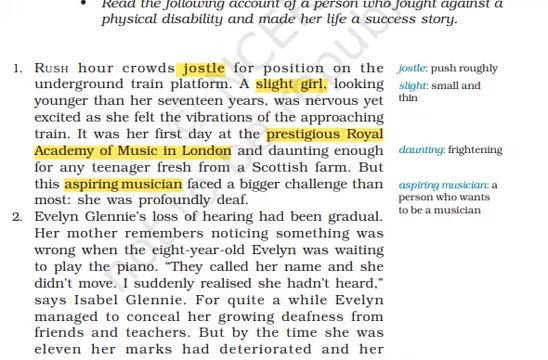 • Read the following account of a person who fought against a
physical disability and made her life a success story.
1. RUSH hour crowds jostle for position on the
underground train platform. A slight girl, looking
younger than her seventeen years, was nervous yet
excited as she felt the vibrations of the approaching
train. It was her first day at the prestigious Royal
Academy of Music in London and daunting enough
for any teenager fresh from a Scottish farm. But
this aspiring musician faced a bigger challenge than
most: she was profoundly deaf.
2. Evelyn Glennie's loss of hearing had been gradual.
Her mother remembers noticing something was
wrong when the eight-year-old Evelyn was waiting
to play the piano. “They called her name and she
didn't move. I suddenly realised she hadn't heard,”
says Isabel Glennie. For quite a while Evelyn
managed to conceal her growing deafness from
friends and teachers. But by the time she was
eleven her marks had deteriorated and her
jostle: push roughly
slight: small and
thin
daunting: frightening
aspiring musician: a
person who wants
to be a musician